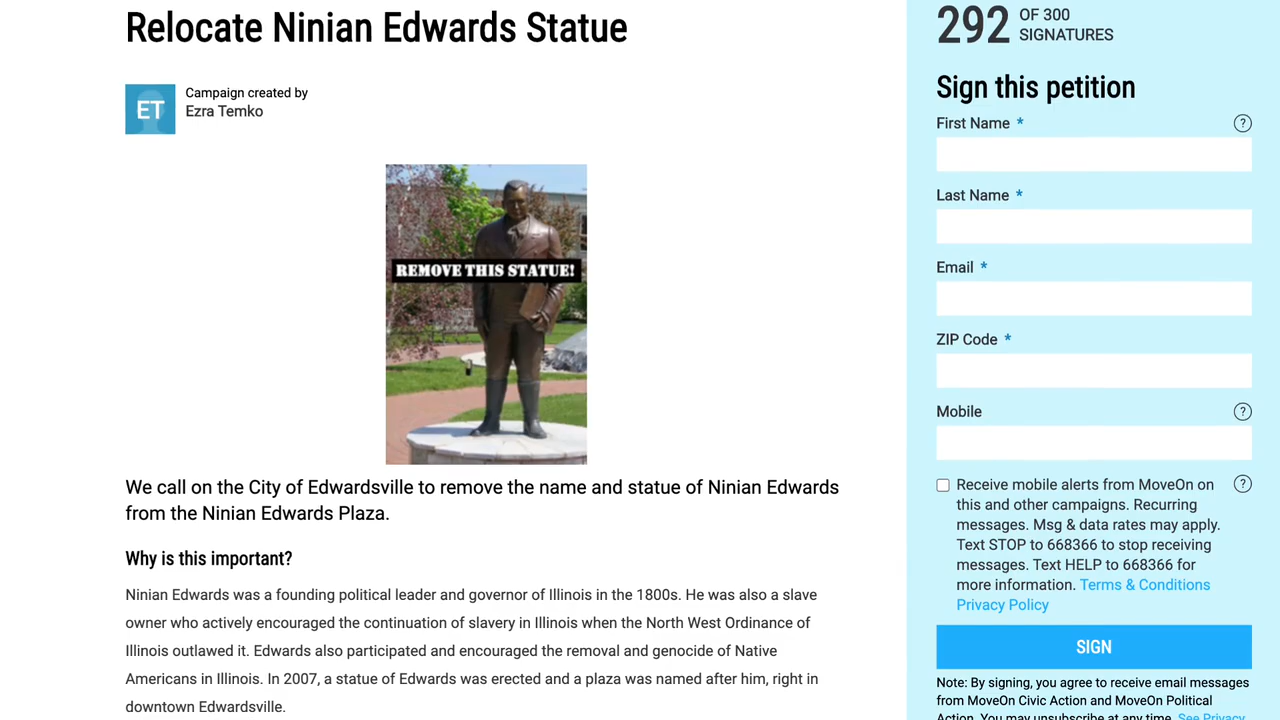 Relocate Ninian Edwards Statue
ET
Campaign created by
Ezra Temko
REMOVE THIS STATUE!
We call on the City of Edwardsville to remove the name and statue of Ninian Edwards
from the Ninian Edwards Plaza.
Why is this important?
Ninian Edwards was a founding political leader and governor of Illinois in the 1800s. He was also a slave
owner who actively encouraged the continuation of slavery in Illinois when the North West Ordinance of
Illinois outlawed it. Edwards also participated and encouraged the removal and genocide of Native
Americans in Illinois. In 2007, a statue of Edwards was erected and a plaza was named after him, right in
downtown Edwardsville.
292 OF 300
SIGNATURES
Sign this petition
First Name * ?
Last Name *
Email *
ZIP Code *
Mobile ?
Receive mobile alerts from MoveOn on ?
this and other campaigns. Recurring
messages. Msg & data rates may apply.
Text STOP to 668366 to stop receiving
messages. Text HELP to 668366 for
more information. Terms & Conditions
Privacy Policy
SIGN
Note: By signing, you agree to receive email messages
from MoveOn Civic Action and MoveOn Political
Action. You may unsubscribe at any time. See Privacy